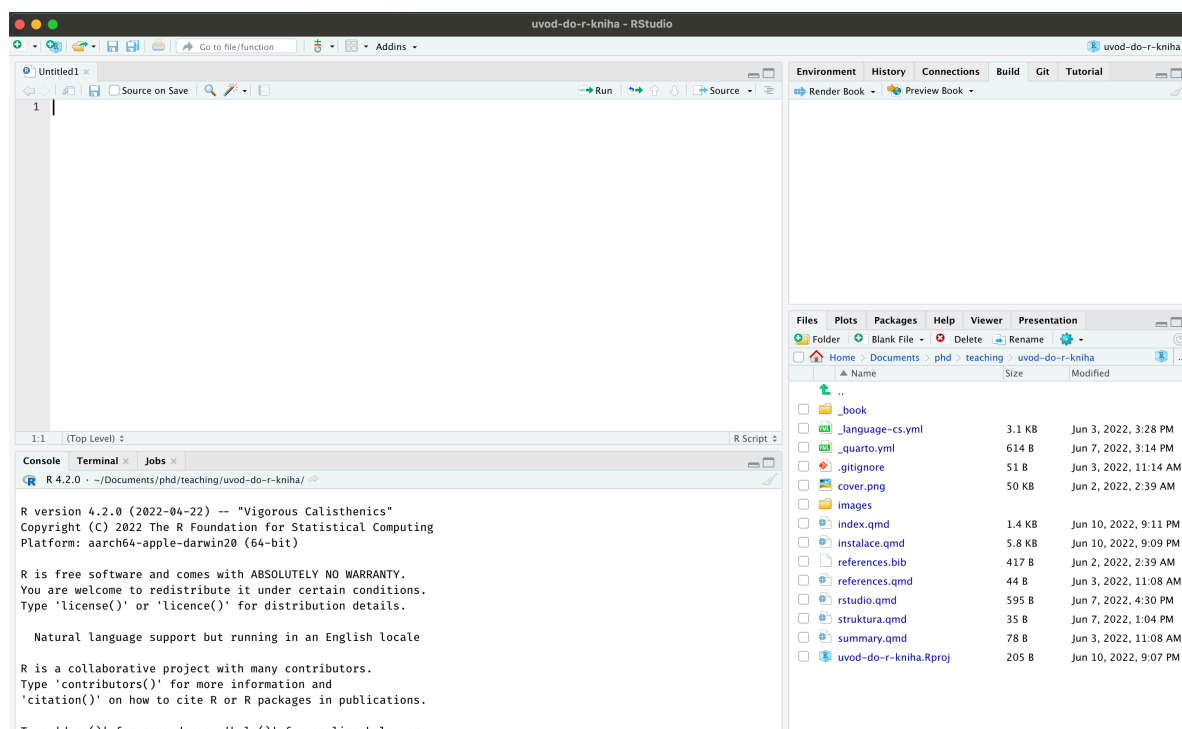 uvod-do-r-kniha - RStudio
Go to file/function Addins uvod-do-r-kniha
Untitled1
Source on Save Run Source
1
1:1 (Top Level) R Script
Console Terminal Jobs
R 4.2.0 · ~/Documents/phd/teaching/uvod-do-r-kniha/
R version 4.2.0 (2022-04-22) -- "Vigorous Calisthenics"
Copyright (C) 2022 The R Foundation for Statistical Computing
Platform: aarch64-apple-darwin20 (64-bit)
R is free software and comes with ABSOLUTELY NO WARRANTY.
You are welcome to redistribute it under certain conditions.
Type 'license()' or 'licence()' for distribution details.
Natural language support but running in an English locale
R is a collaborative project with many contributors.
Type 'contributors()' for more information and
'citation()' on how to cite R or R packages in publications.
Environment History Connections Build Git Tutorial
Render Book Preview Book
Files Plots Packages Help Viewer Presentation
Folder Blank File Delete Rename
Home > Documents > phd > teaching > uvod-do-r-kniha
Name Size Modified
..
_book
_language-cs.yml 3.1 KB Jun 3, 2022, 3:28 PM
_quarto.yml 614 B Jun 7, 2022, 3:14 PM
.gitignore 51 B Jun 3, 2022, 11:14 AM
cover.png 50 KB Jun 2, 2022, 2:39 AM
images
index.qmd 1.4 KB Jun 10, 2022, 9:11 PM
instalace.qmd 5.8 KB Jun 10, 2022, 9:09 PM
references.bib 417 B Jun 2, 2022, 2:39 AM
references.qmd 44 B Jun 3, 2022, 11:08 AM
rstudio.qmd 595 B Jun 7, 2022, 4:30 PM
struktura.qmd 35 B Jun 7, 2022, 1:04 PM
summary.qmd 78 B Jun 3, 2022, 11:08 AM
uvod-do-r-kniha.Rproj 205 B Jun 10, 2022, 9:07 PM